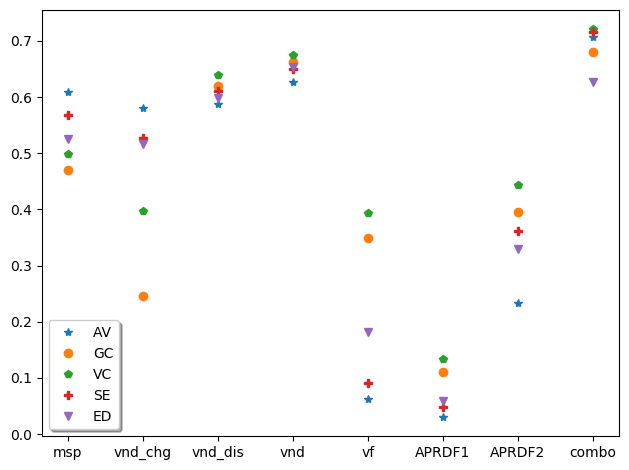 0.7
0.6
0.5
0.4
0.3
0.2
0.1
0.0
AV
GC
VC
SE
ED
msp vnd_chg vnd_dis vnd vf APRDF1 APRDF2 combo